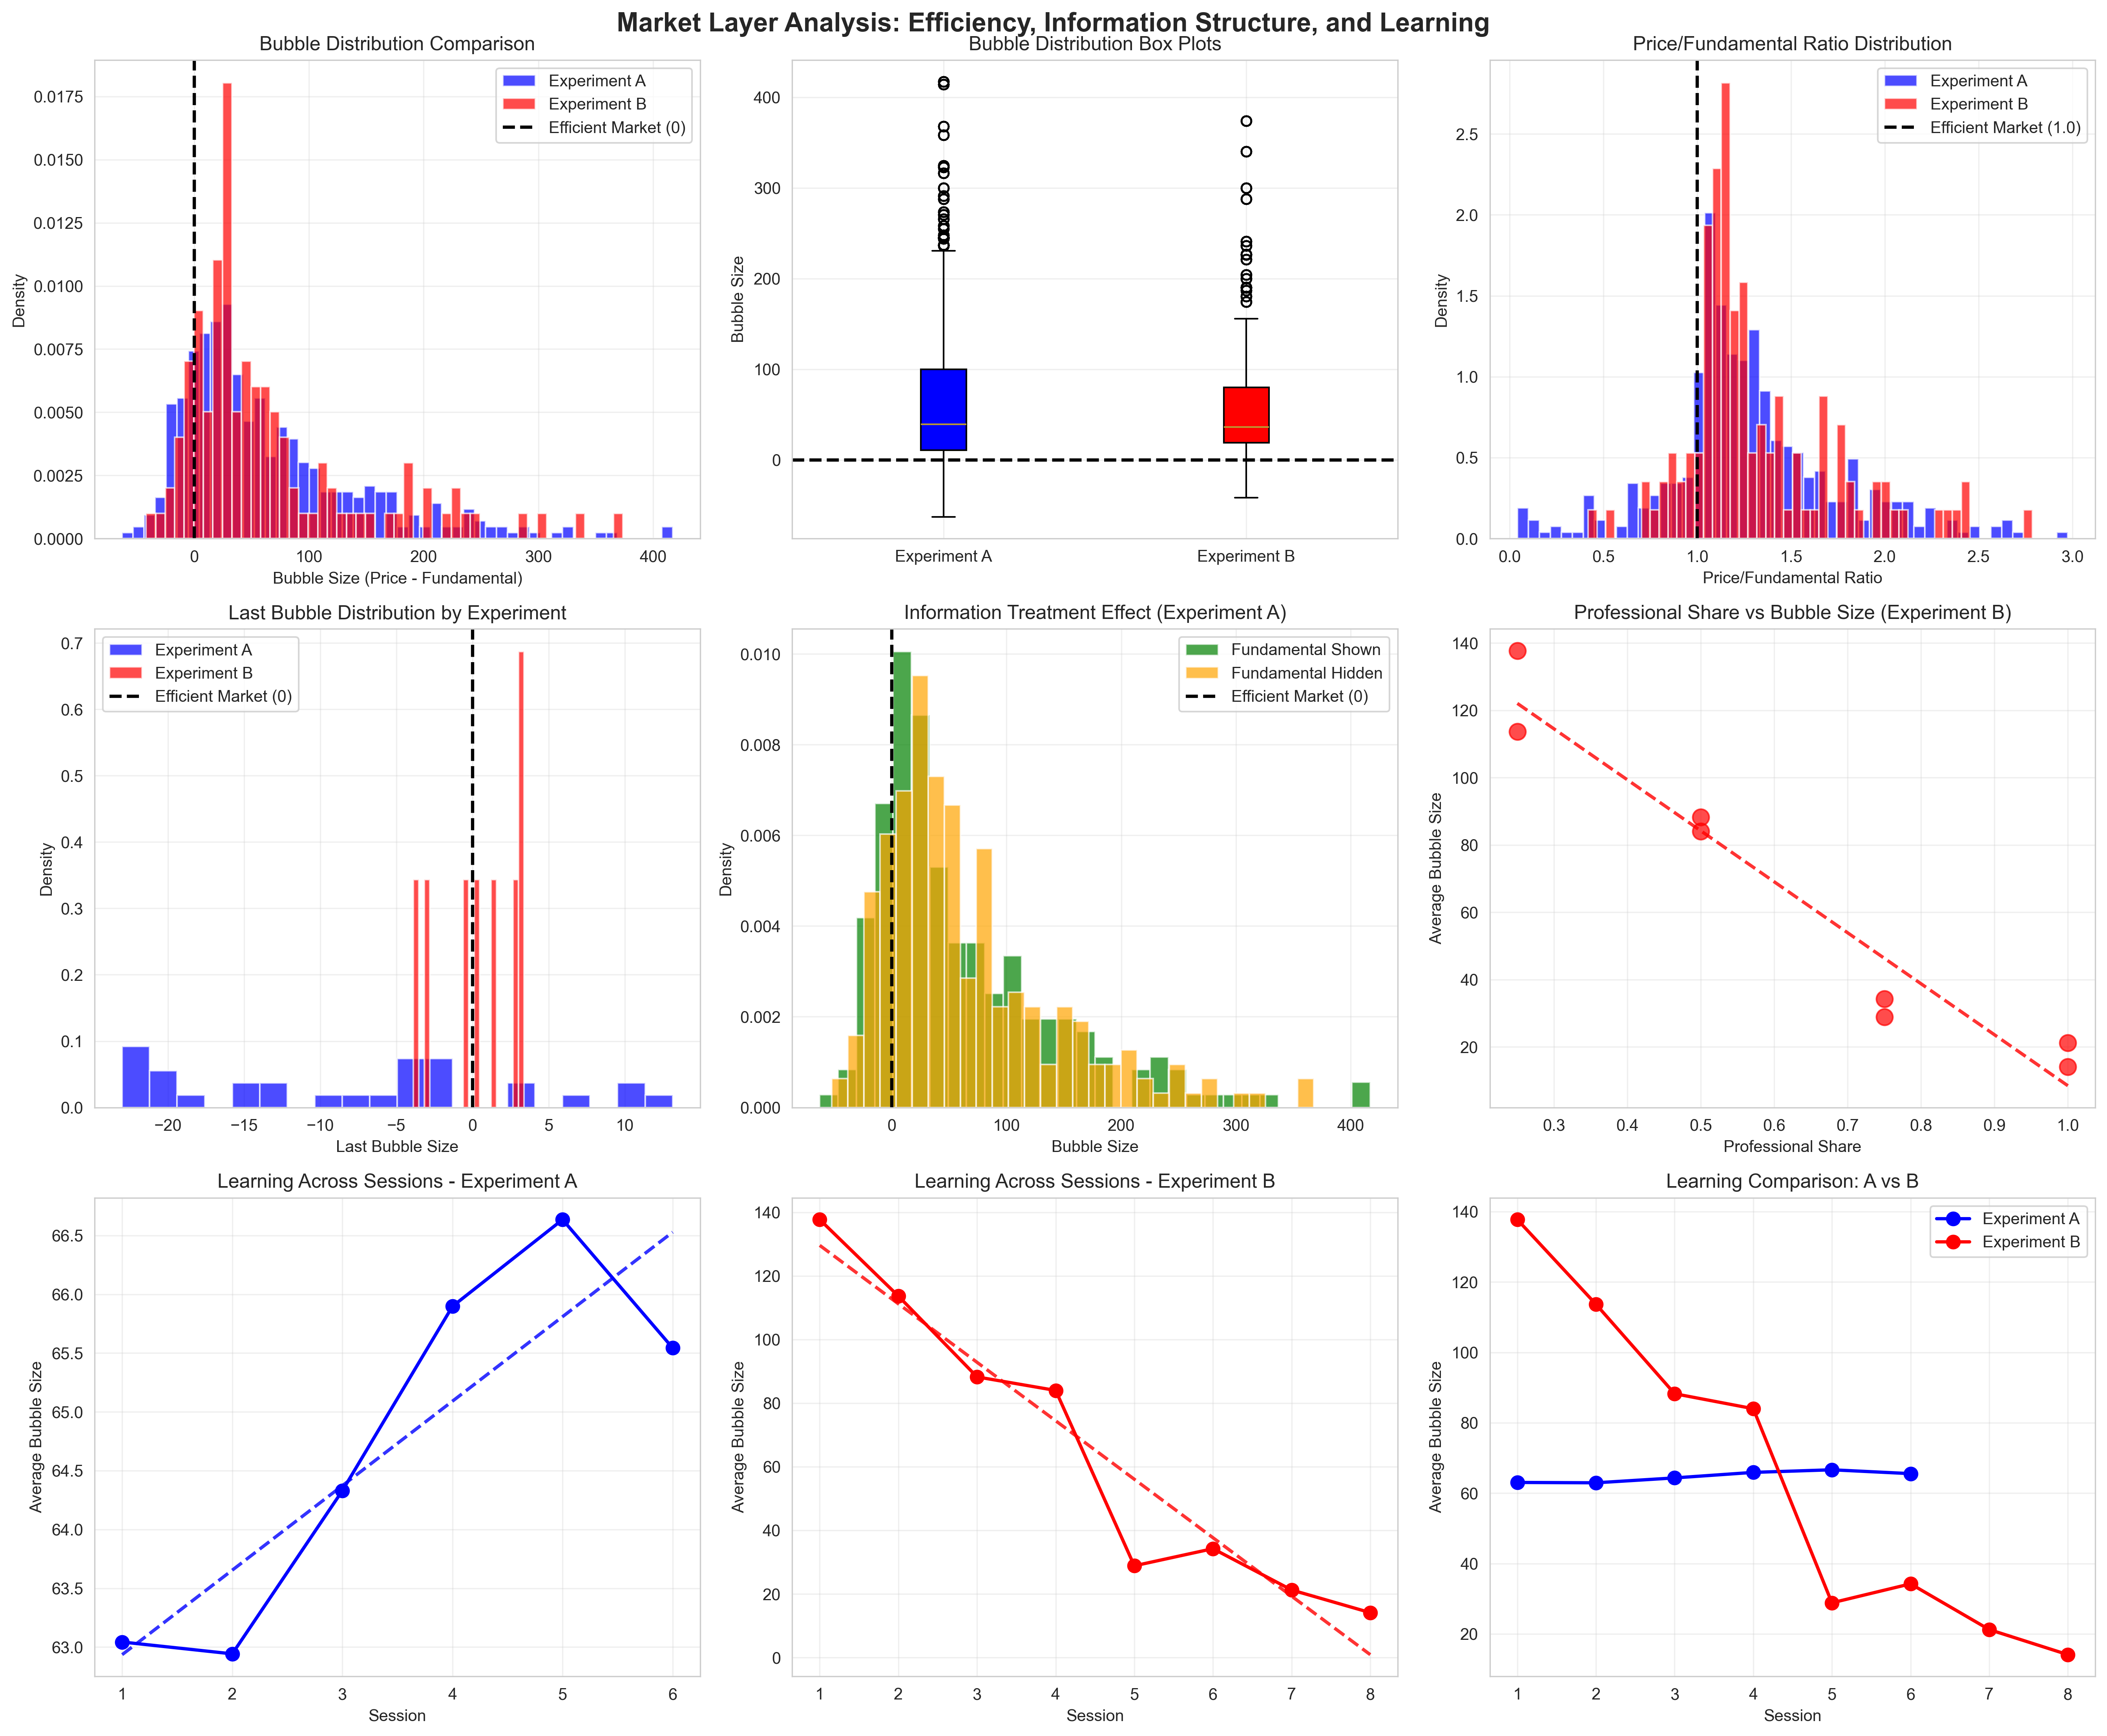 Market Layer Analysis: Efficiency, Information Structure, and Learning
Bubble Distribution Comparison
Density
0.0175
0.0150
0.0125
0.0100
0.0075
0.0050
0.0025
0.0000
0
100
200
300
400
Bubble Size (Price - Fundamental)
Experiment A
Experiment B
Efficient Market (0)
Bubble Distribution Box Plots
Bubble Size
400
300
200
100
0
Experiment A
Experiment B
Price/Fundamental Ratio Distribution
Density
2.5
2.0
1.5
1.0
0.5
0.0
0.0
0.5
1.0
1.5
2.0
2.5
3.0
Price/Fundamental Ratio
Experiment A
Experiment B
Efficient Market (1.0)
Last Bubble Distribution by Experiment
Density
0.7
0.6
0.5
0.4
0.3
0.2
0.1
0.0
−20
−15
−10
−5
0
5
10
Last Bubble Size
Experiment A
Experiment B
Efficient Market (0)
Information Treatment Effect (Experiment A)
Density
0.010
0.008
0.006
0.004
0.002
0.000
0
100
200
300
400
Bubble Size
Fundamental Shown
Fundamental Hidden
Efficient Market (0)
Professional Share vs Bubble Size (Experiment B)
Average Bubble Size
140
120
100
80
60
40
20
0.3
0.4
0.5
0.6
0.7
0.8
0.9
1.0
Professional Share
Learning Across Sessions - Experiment A
Average Bubble Size
66.5
66.0
65.5
65.0
64.5
64.0
63.5
63.0
1
2
3
4
5
6
Session
Learning Across Sessions - Experiment B
Average Bubble Size
140
120
100
80
60
40
20
0
1
2
3
4
5
6
7
8
Session
Learning Comparison: A vs B
Average Bubble Size
140
120
100
80
60
40
20
1
2
3
4
5
6
7
8
Session
Experiment A
Experiment B